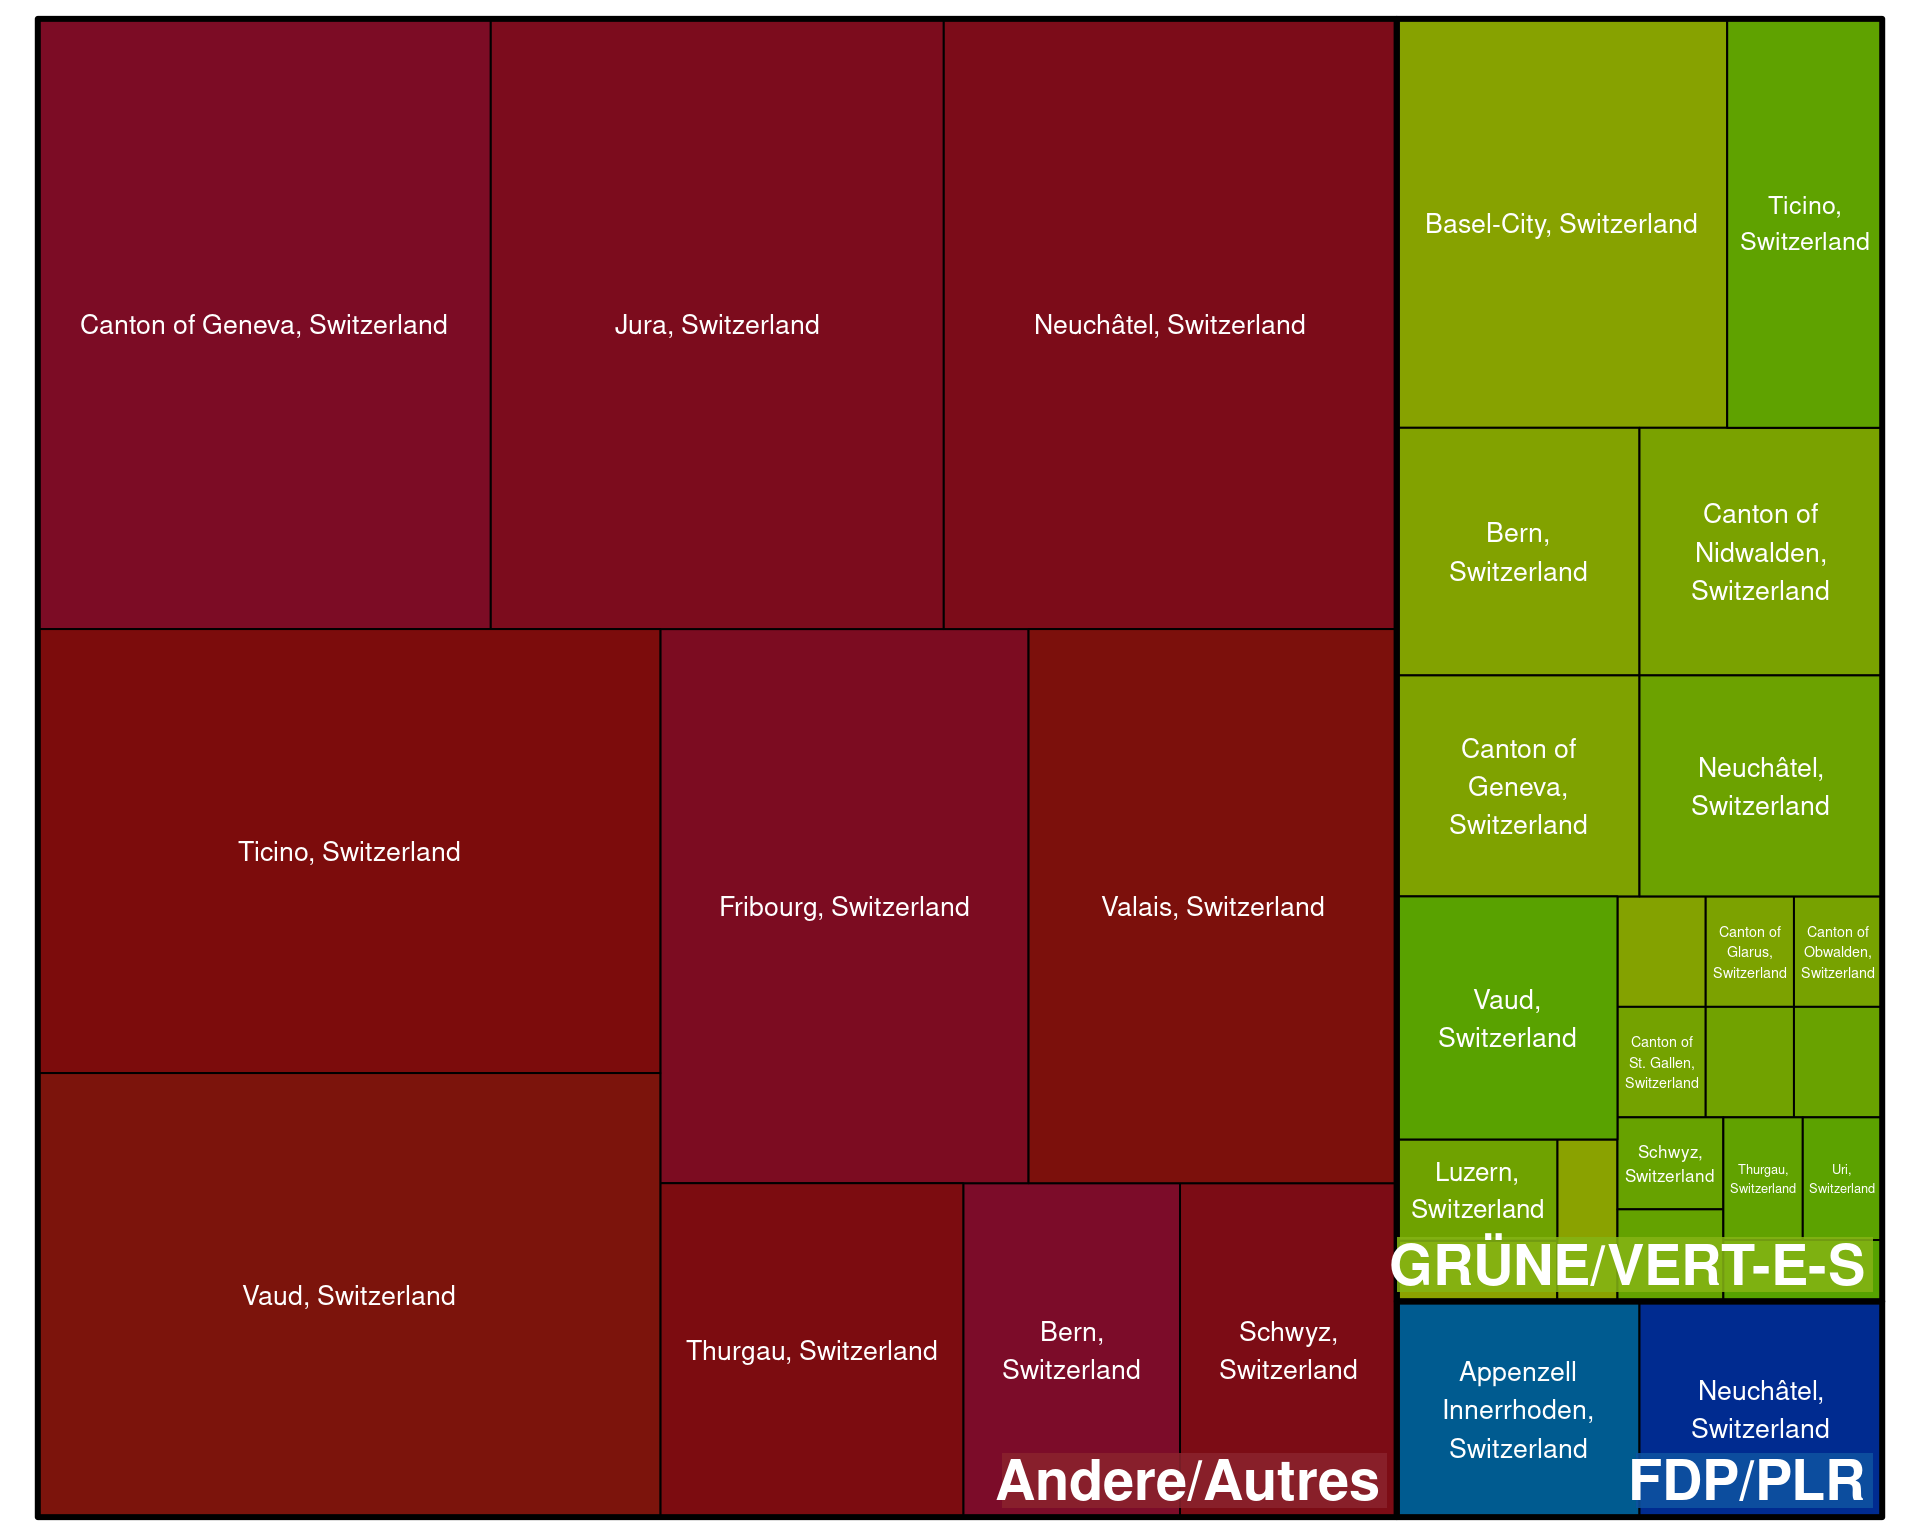 Canton of Geneva, Switzerland
Jura, Switzerland
Neuchâtel, Switzerland
Ticino, Switzerland
Fribourg, Switzerland
Valais, Switzerland
Vaud, Switzerland
Thurgau, Switzerland
Bern,
Switzerland
Schwyz,
Switzerland
Andere/Autres
Basel-City, Switzerland
Ticino,
Switzerland
Bern,
Switzerland
Canton of
Nidwalden,
Switzerland
Canton of
Geneva,
Switzerland
Neuchâtel,
Switzerland
Vaud,
Switzerland
Canton of
Glarus,
Switzerland
Canton of
Obwalden,
Switzerland
Canton of
St. Gallen,
Switzerland
Luzern,
Switzerland
Schwyz,
Switzerland
Thurgau,
Switzerland
Uri,
Switzerland
GRÜNE/VERT-E-S
Appenzell
Innerrhoden,
Switzerland
Neuchâtel,
Switzerland
FDP/PLR